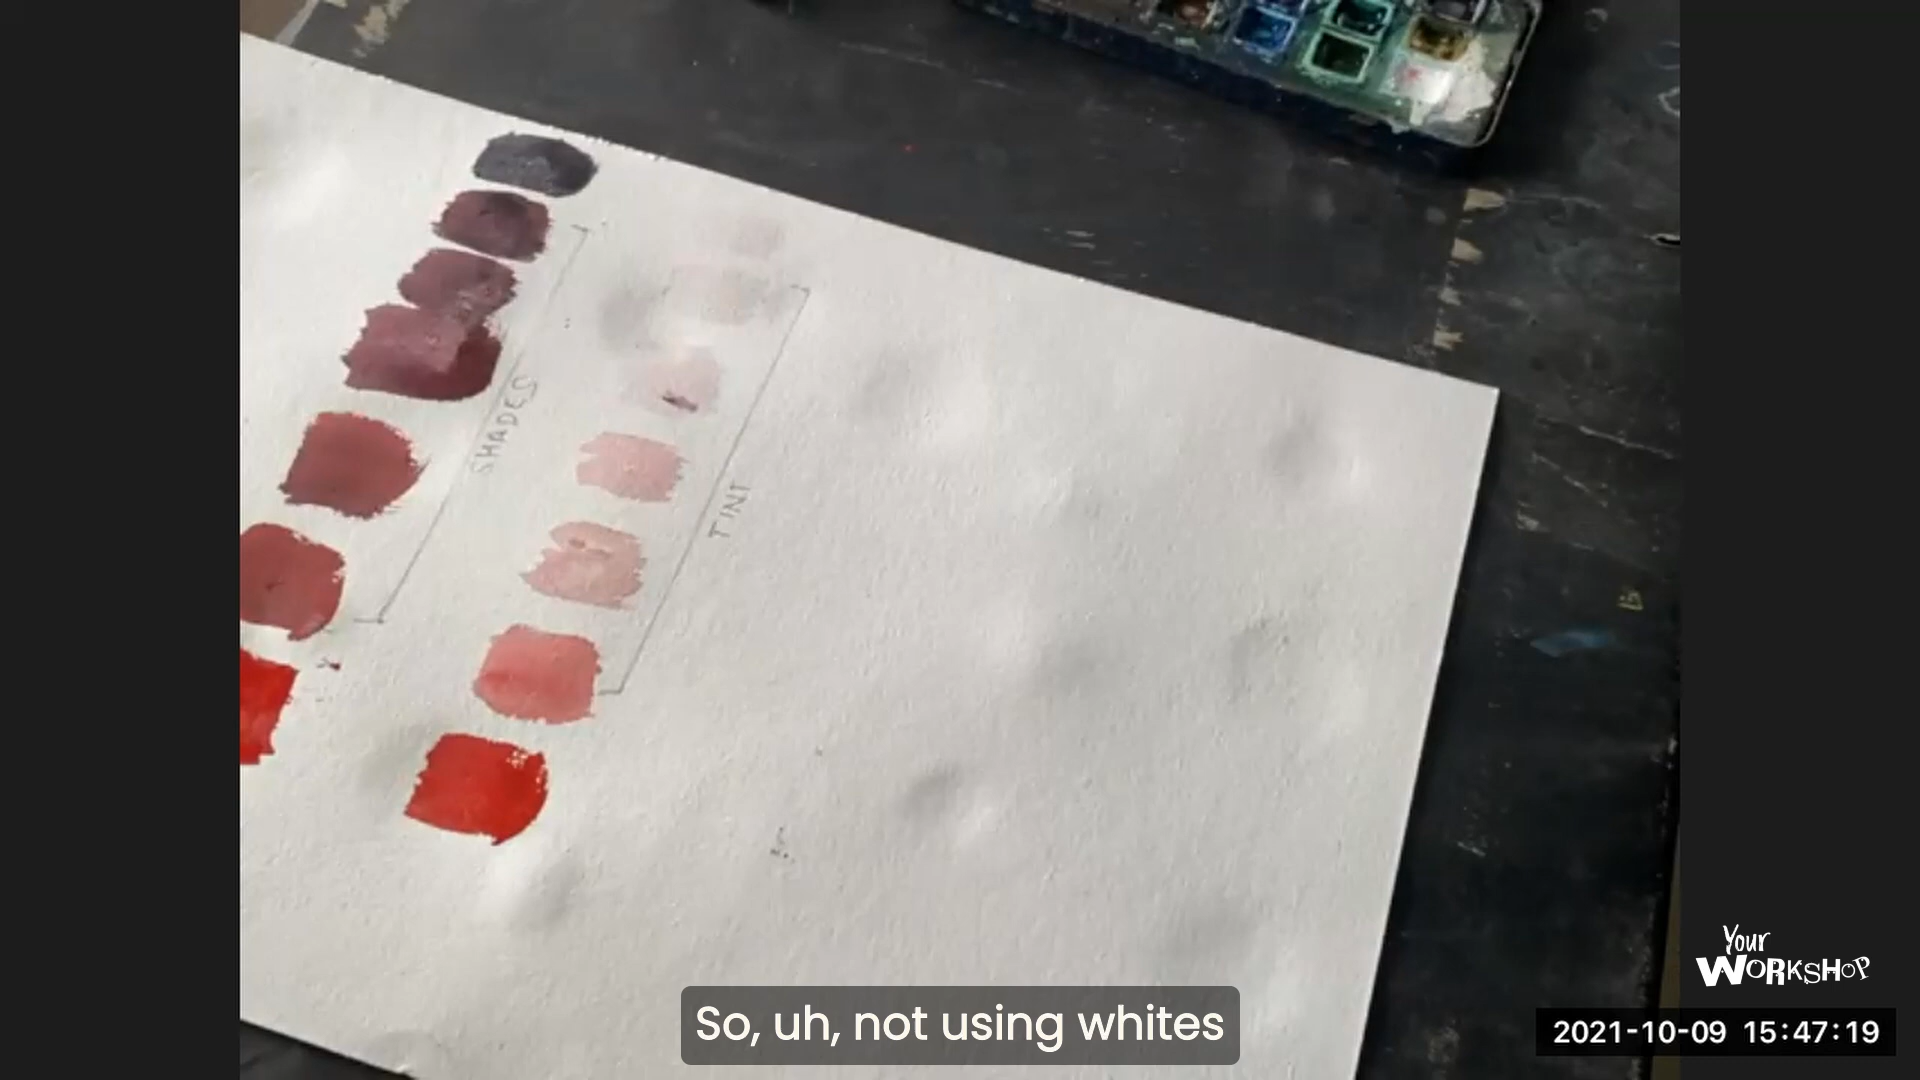 SHADES
TINT
Your
WORKSHOP
So, uh, not using whites
2021-10-09 15:47:19